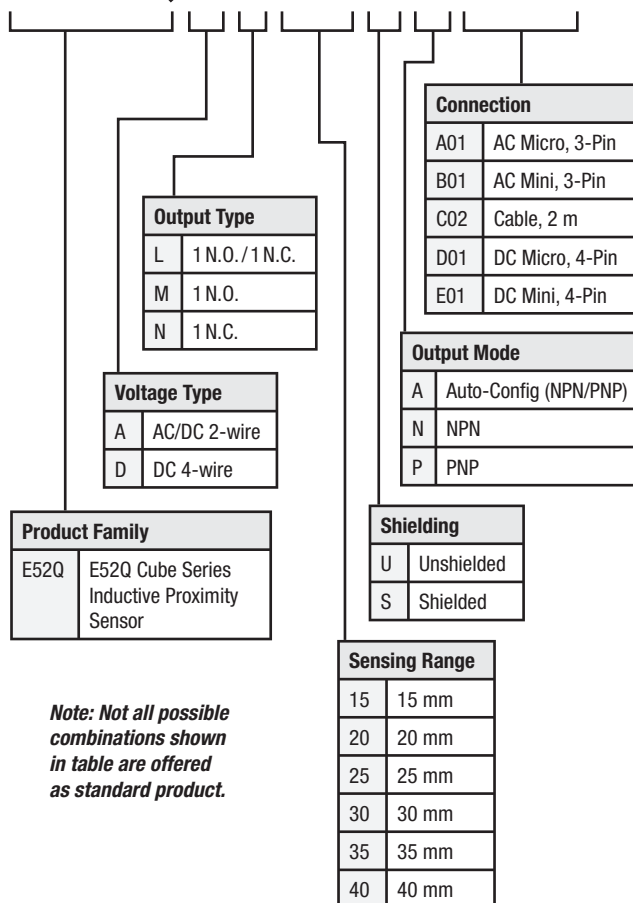 Connection
A01 AC Micro, 3-Pin
B01 AC Mini, 3-Pin
C02 Cable, 2 m
D01 DC Micro, 4-Pin
E01 DC Mini, 4-Pin
Output Type
L 1 N.O. / 1 N.C.
M 1 N.O.
N 1 N.C.
Output Mode
A Auto-Config (NPN/PNP)
N NPN
P PNP
Voltage Type
A AC/DC 2-wire
D DC 4-wire
Product Family
E52Q E52Q Cube Series
Inductive Proximity
Sensor
Shielding
U Unshielded
S Shielded
Sensing Range
15 15 mm
20 20 mm
25 25 mm
30 30 mm
35 35 mm
40 40 mm
Note: Not all possible
combinations shown
in table are offered
as standard product.